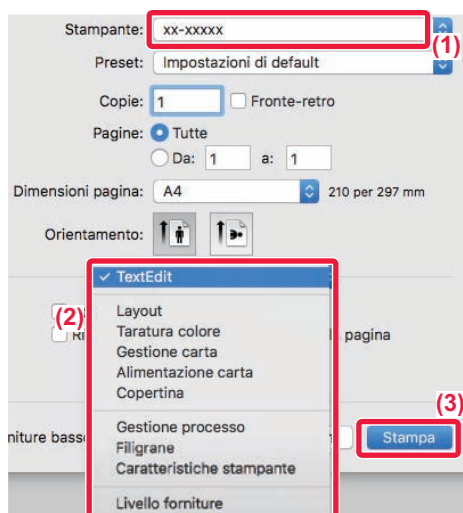 Stampante: xx-xxxxx
(1)
Preset: Impostazioni di default
Copie: 1 Fronte-retro
Pagine: Tutte
Da: 1 a: 1
Dimensioni pagina: A4 210 per 297 mm
Orientamento:
✓ TextEdit
(2)
Layout
Taratura colore pagina
Gestione carta
Alimentazione carta
Copertina
(3)
Gestione processo
niture basse Stampa
Filigrane
Caratteristiche stampante
Livello forniture